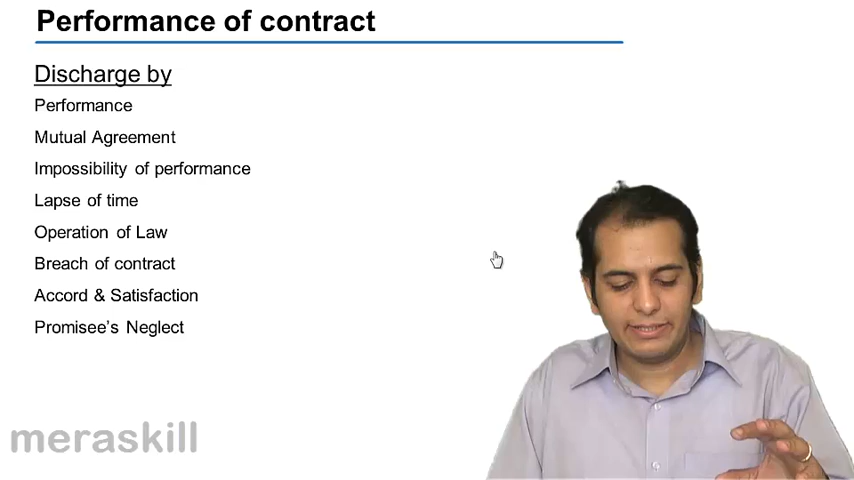 Performance of contract
Discharge by
Performance
Mutual Agreement
Impossibility of performance
Lapse of time
Operation of Law
Breach of contract
Accord & Satisfaction
Promisee's Neglect
meraskill